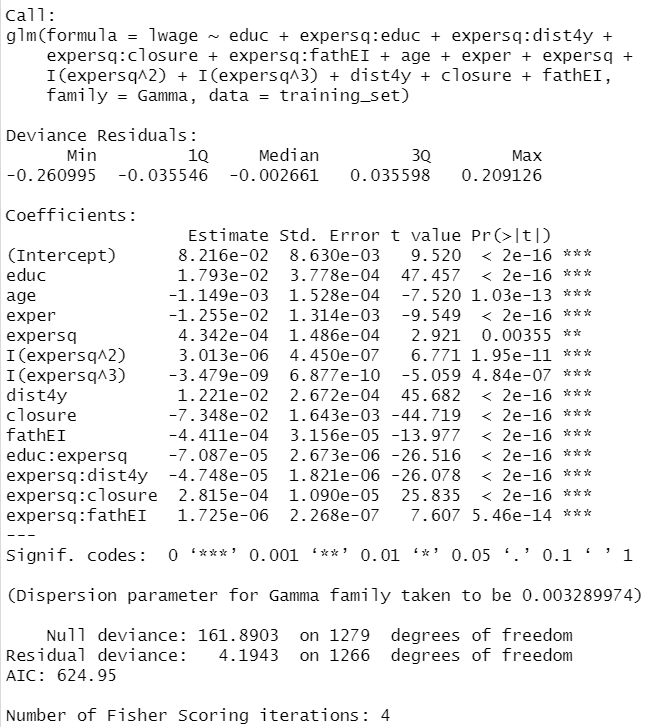 Call:
glm(formula = lwage ~ educ + expersq:educ + expersq:dist4y +
    expersq:closure + expersq:fathEI + age + exper + expersq +
    I(expersq^2) + I(expersq^3) + dist4y + closure + fathEI,
    family = Gamma, data = training_set)

Deviance Residuals:
      Min         1Q     Median         3Q        Max
-0.260995  -0.035546  -0.002661   0.035598   0.209126

Coefficients:
                  Estimate Std. Error t value Pr(>|t|)
(Intercept)      8.216e-02  8.630e-03   9.520  < 2e-16 ***
educ             1.793e-02  3.778e-04  47.457  < 2e-16 ***
age             -1.149e-03  1.528e-04  -7.520 1.03e-13 ***
exper           -1.255e-02  1.314e-03  -9.549  < 2e-16 ***
expersq          4.342e-04  1.486e-04   2.921  0.00355 **
I(expersq^2)     3.013e-06  4.450e-07   6.771 1.95e-11 ***
I(expersq^3)    -3.479e-09  6.877e-10  -5.059 4.84e-07 ***
dist4y           1.221e-02  2.672e-04  45.682  < 2e-16 ***
closure         -7.348e-02  1.643e-03 -44.719  < 2e-16 ***
fathEI          -4.411e-04  3.156e-05 -13.977  < 2e-16 ***
educ:expersq    -7.087e-05  2.673e-06 -26.516  < 2e-16 ***
expersq:dist4y  -4.748e-05  1.821e-06 -26.078  < 2e-16 ***
expersq:closure  2.815e-04  1.090e-05  25.835  < 2e-16 ***
expersq:fathEI   1.725e-06  2.268e-07   7.607 5.46e-14 ***
---
Signif. codes:  0 ‘***’ 0.001 ‘**’ 0.01 ‘*’ 0.05 ‘.’ 0.1 ‘ ’ 1

(Dispersion parameter for Gamma family taken to be 0.003289974)

    Null deviance: 161.8903  on 1279  degrees of freedom
Residual deviance:   4.1943  on 1266  degrees of freedom
AIC: 624.95

Number of Fisher Scoring iterations: 4